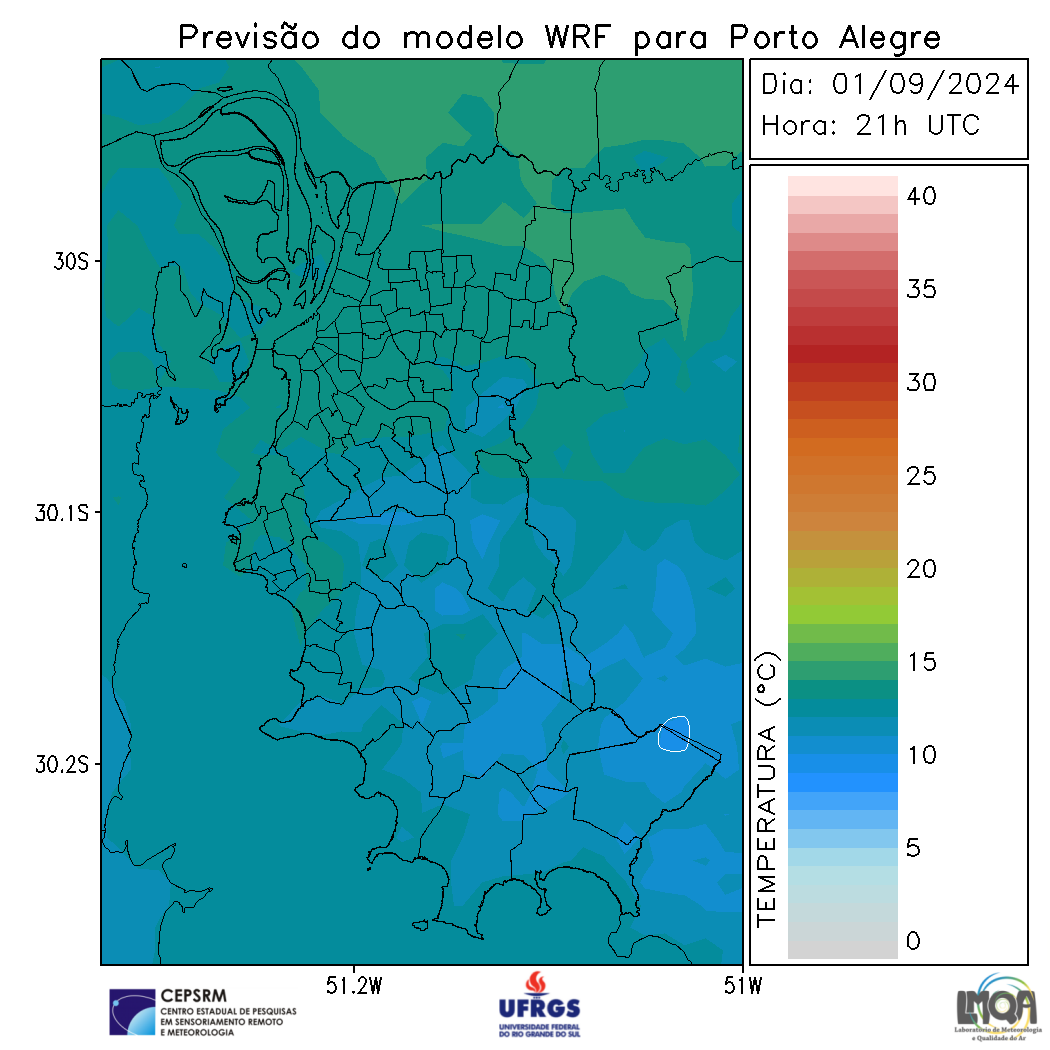 Previsão do modelo WRF para Porto Alegre
Dia: 01/09/2024
Hora: 21h UTC
40
35
30
25
20
15
10
5
0
TEMPERATURA (°C)
30S
30.1S
30.2S
51.2W
51W
CEPSRM
CENTRO ESTADUAL DE PESQUISAS
EM SENSORIAMENTO REMOTO
E METEOROLOGIA
UFRGS
UNIVERSIDADE FEDERAL
DO RIO GRANDE DO SUL
LMQA
Laboratório de Meteorologia
e Qualidade do Ar